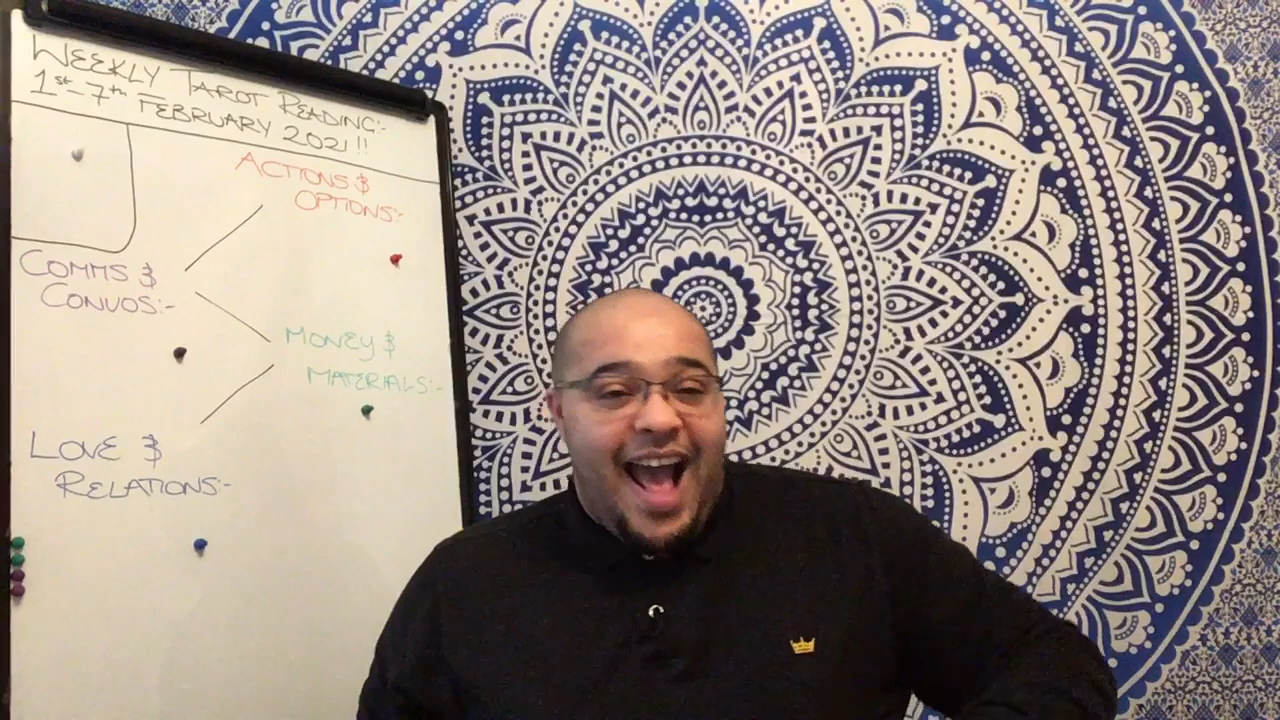 WEEKLY TAROT READING:-
1st-7th FEBRUARY 2021!!
ACTIONS &
OPTIONS:-
COMMS &
CONVOS:-
MONEY &
MATERIALS:-
LOVE &
RELATIONS:-